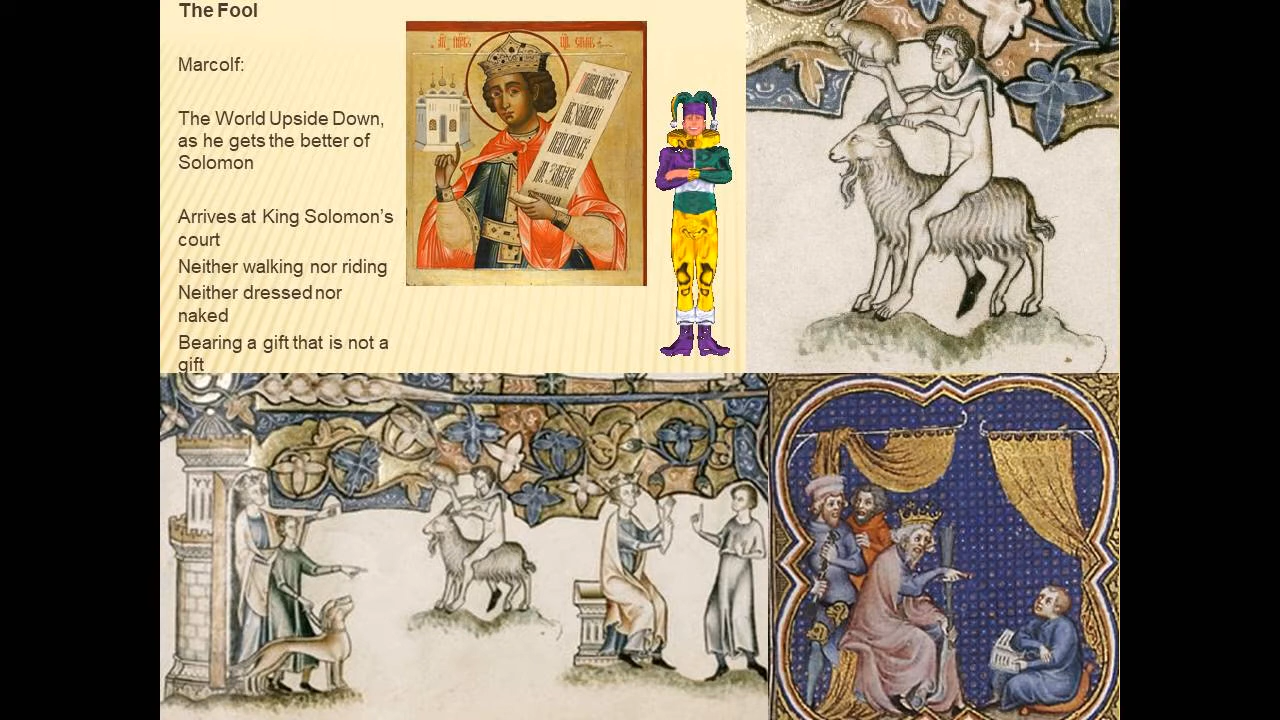 The Fool
Marcolf:
The World Upside Down,
as he gets the better of
Solomon
Arrives at King Solomon's
court
Neither walking nor riding
Neither dressed nor
naked
Bearing a gift that is not a
gift